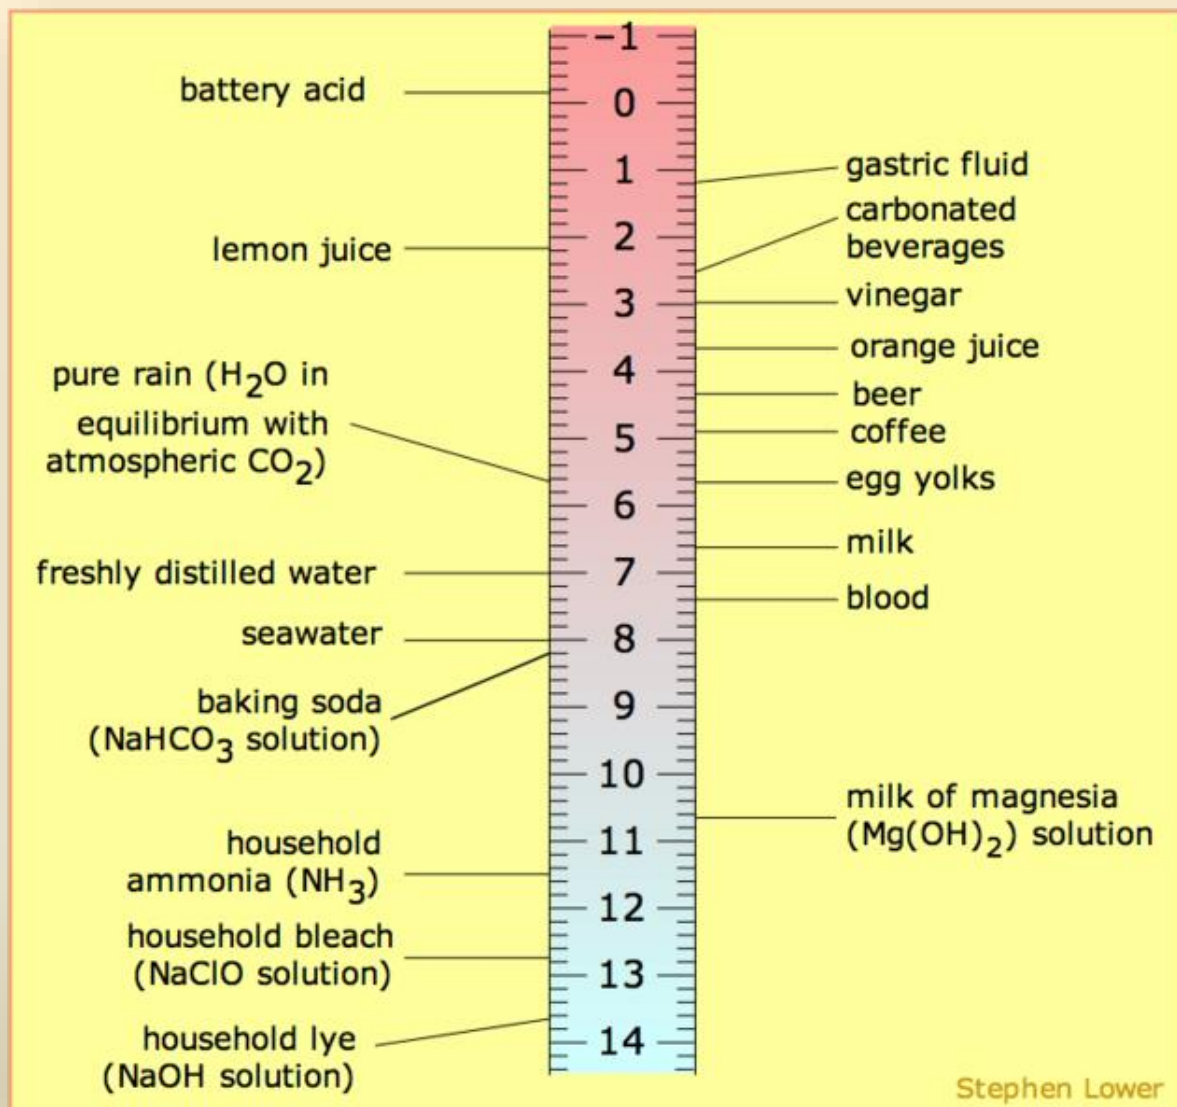 battery acid
lemon juice
pure rain (H₂O in
equilibrium with
atmospheric CO₂)
freshly distilled water
seawater
baking soda
(NaHCO₃ solution)
household
ammonia (NH₃)
household bleach
(NaClO solution)
household lye
(NaOH solution)
−1
0
1
2
3
4
5
6
7
8
9
10
11
12
13
14
gastric fluid
carbonated
beverages
vinegar
orange juice
beer
coffee
egg yolks
milk
blood
milk of magnesia
(Mg(OH)₂) solution
Stephen Lower